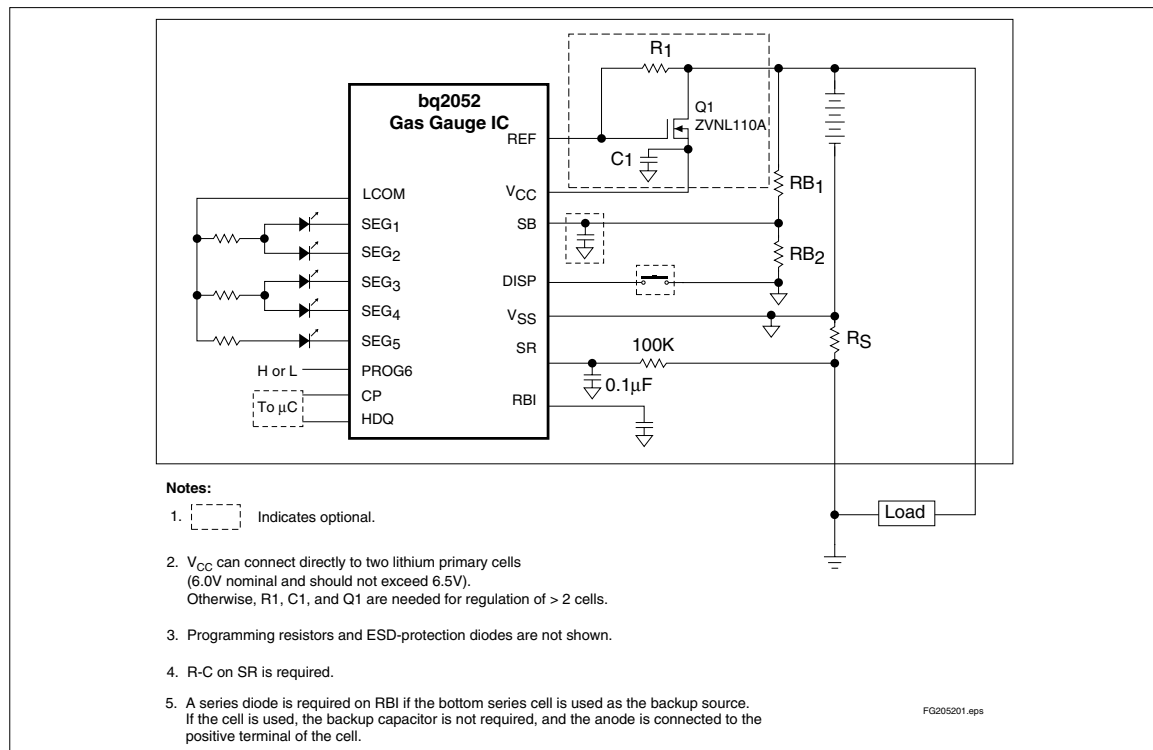 bq2052
Gas Gauge IC
R1
Q1
ZVNL110A
REF
C1
VCC
LCOM
SEG1
SEG2
SEG3
SEG4
SEG5
PROG6
CP
HDQ
H or L
To µC
SB
DISP
VSS
SR
RBI
RB1
RB2
RS
100K
0.1µF
Load
Notes:
1. Indicates optional.
2. VCC can connect directly to two lithium primary cells
(6.0V nominal and should not exceed 6.5V).
Otherwise, R1, C1, and Q1 are needed for regulation of > 2 cells.
3. Programming resistors and ESD-protection diodes are not shown.
4. R-C on SR is required.
5. A series diode is required on RBI if the bottom series cell is used as the backup source.
If the cell is used, the backup capacitor is not required, and the anode is connected to the
positive terminal of the cell.
FG205201.eps